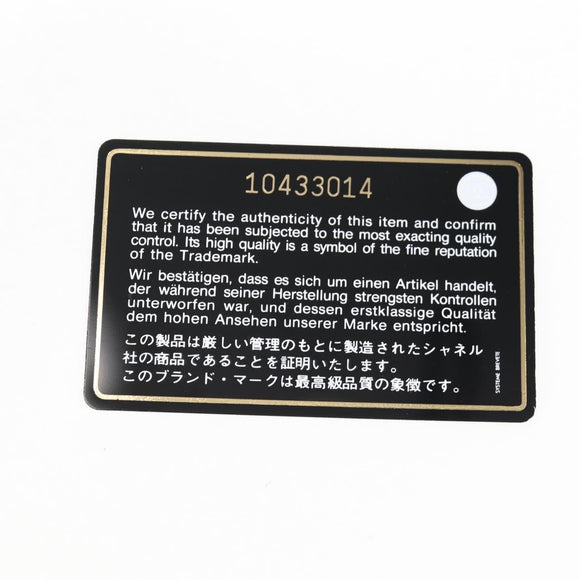 10433014
We certify the authenticity of this item and confirm
that it has been subjected to the most exacting quality
control. Its high quality is a symbol of the fine reputation
of the Trademark.
Wir bestätigen, dass es sich um einen Artikel handelt,
der während seiner Herstellung strengsten Kontrollen
unterworfen war, und dessen erstklassige Qualität
dem hohen Ansehen unserer Marke entspricht.
この製品は厳しい管理のもとに製造されたシャネル
社の商品であることを証明いたします。
このブランド・マークは最高級品質の象徴です。
SYSTEME BREVETE